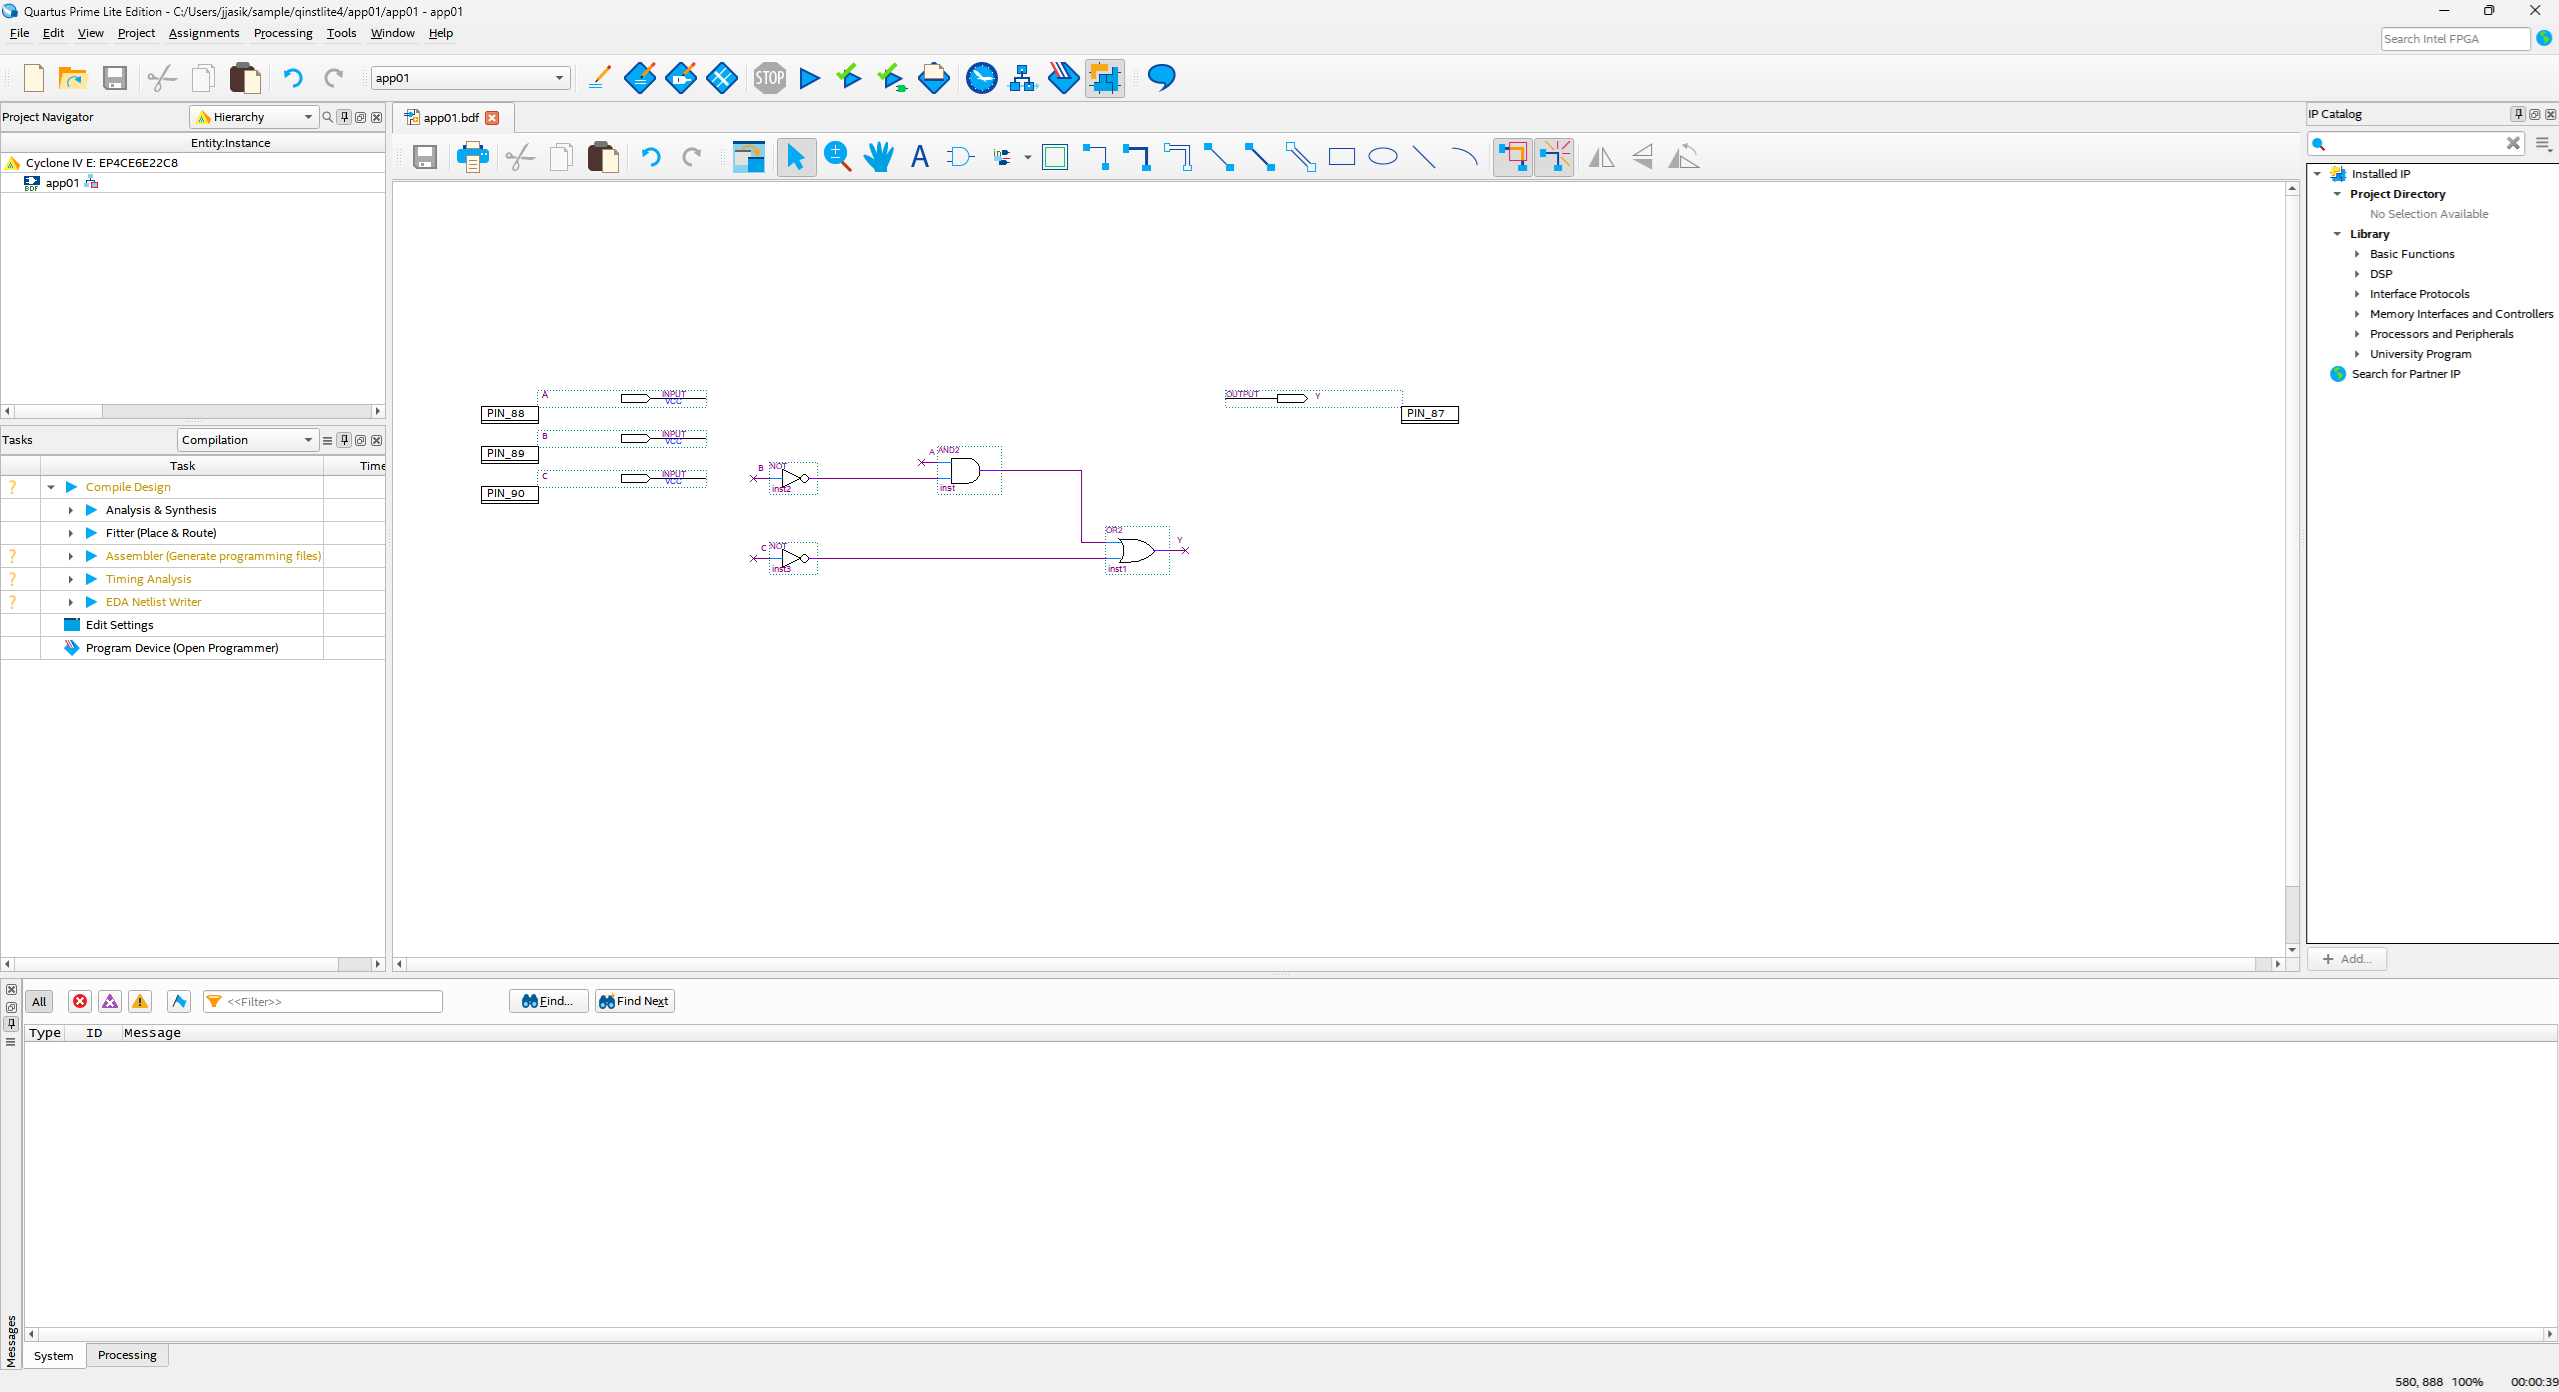 Quartus Prime Lite Edition - C:/Users/jjasik/sample/qinstlite4/app01/app01 - app01
File Edit View Project Assignments Processing Tools Window Help
Search Intel FPGA
app01
STOP
Project Navigator
Hierarchy
Entity:Instance
Cyclone IV E: EP4CE6E22C8
BDF
app01
Tasks
Compilation
Task
Time
Compile Design
Analysis & Synthesis
Fitter (Place & Route)
Assembler (Generate programming files)
Timing Analysis
EDA Netlist Writer
Edit Settings
Program Device (Open Programmer)
app01.bdf
A
INPUT
VCC
PIN_88
B
INPUT
VCC
PIN_89
C
INPUT
VCC
PIN_90
OUTPUT
Y
PIN_87
B
NOT
inst2
A
AND2
inst
C
NOT
inst3
OR2
inst1
Y
IP Catalog
Installed IP
Project Directory
No Selection Available
Library
Basic Functions
DSP
Interface Protocols
Memory Interfaces and Controllers
Processors and Peripherals
University Program
Search for Partner IP
+ Add...
Messages
All
<<Filter>>
Find...
Find Next
Type ID Message
System
Processing
580, 888 100% 00:00:39